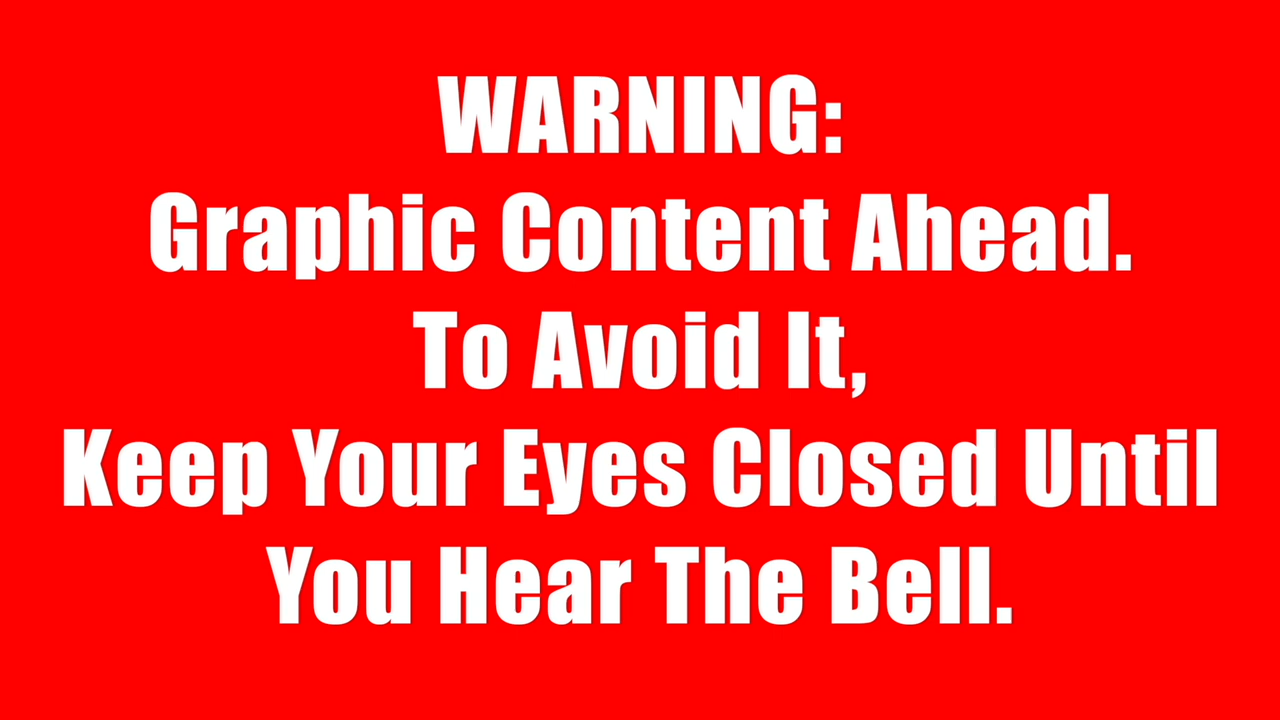 WARNING:
Graphic Content Ahead.
To Avoid It,
Keep Your Eyes Closed Until
You Hear The Bell.